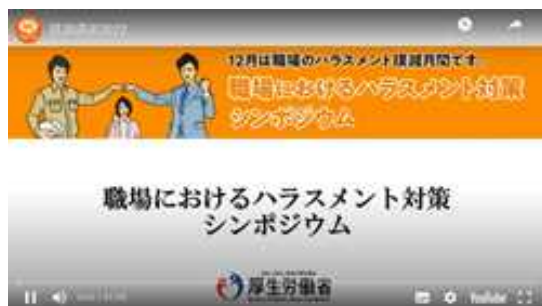 12月は職場のハラスメント撲滅月間です
職場におけるハラスメント対策
シンポジウム
職場におけるハラスメント対策
シンポジウム
厚生労働省
YouTube